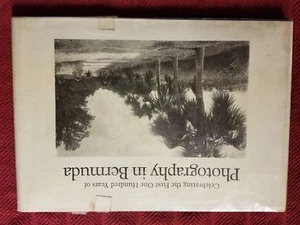 Celebrating the First One Hundred Years of
Photography in Bermuda